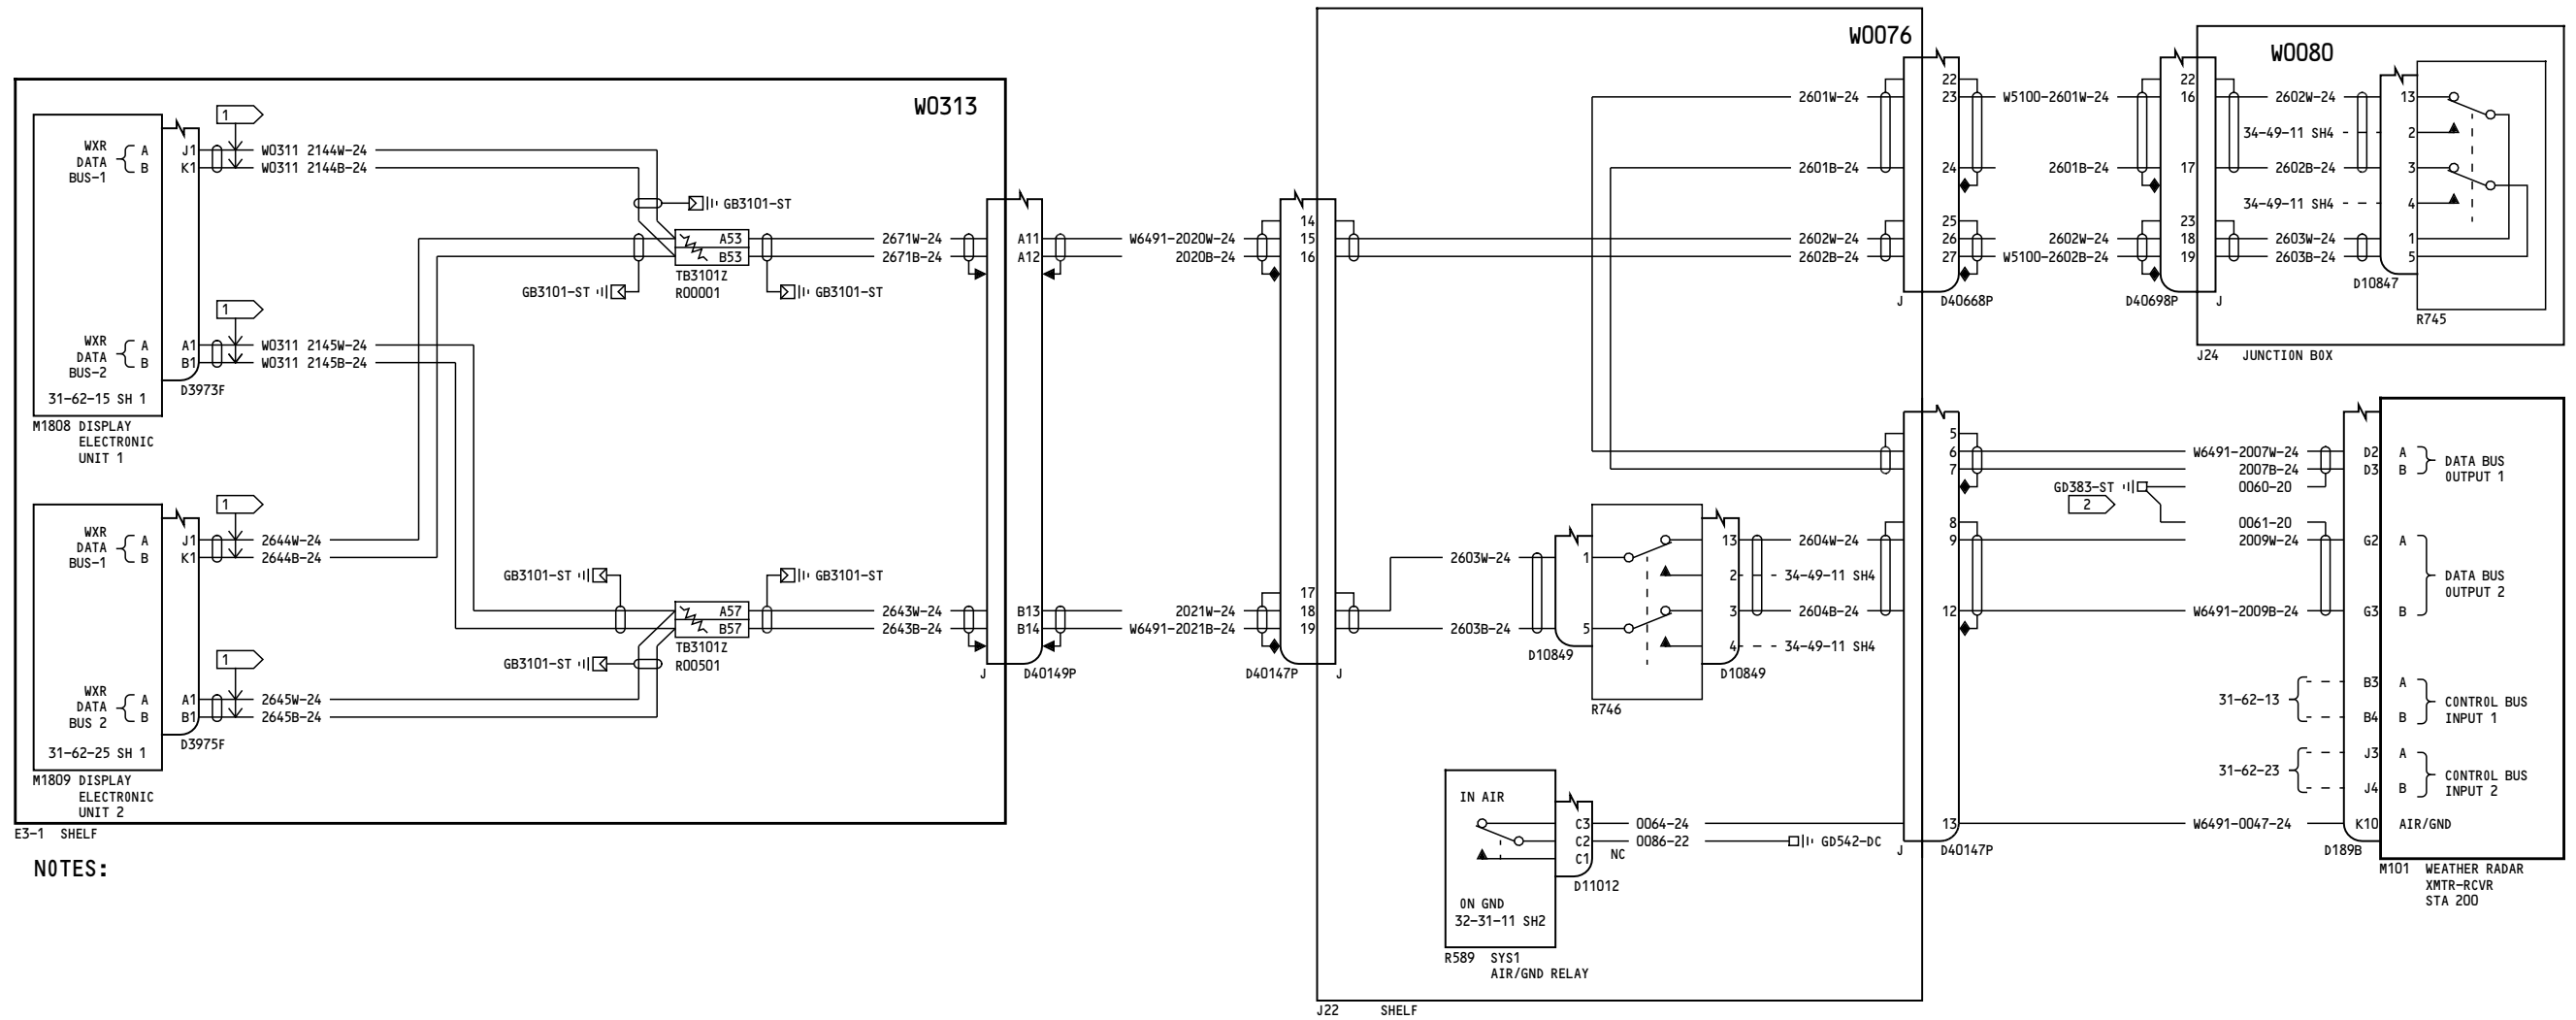 W0313
1
WXR
DATA
BUS-1
A
B
J1
K1
W0311 2144W-24
W0311 2144B-24
GB3101-ST
A53
B53
TB3101Z
R00001
GB3101-ST
GB3101-ST
2671W-24
2671B-24
1
WXR
DATA
BUS-2
A
B
A1
B1
W0311 2145W-24
W0311 2145B-24
D3973F
31-62-15 SH 1
M1808 DISPLAY
ELECTRONIC
UNIT 1
1
WXR
DATA
BUS-1
A
B
J1
K1
2644W-24
2644B-24
GB3101-ST
GB3101-ST
A57
B57
TB3101Z
R00501
GB3101-ST
2643W-24
2643B-24
1
WXR
DATA
BUS 2
A
B
A1
B1
2645W-24
2645B-24
D3975F
31-62-25 SH 1
M1809 DISPLAY
ELECTRONIC
UNIT 2
E3-1 SHELF
NOTES:
A11
A12
B13
B14
J
D40149P
W6491-2020W-24
2020B-24
2021W-24
W6491-2021B-24
14
15
16
17
18
19
D40147P
J
W0076
2601W-24
2601B-24
2602W-24
2602B-24
22
23
24
25
26
27
J
D40668P
W5100-2601W-24
2601B-24
2602W-24
W5100-2602B-24
22
16
17
23
18
19
D40698P
J
W0080
2602W-24
34-49-11 SH4
2602B-24
34-49-11 SH4
2603W-24
2603B-24
13
2
3
4
1
5
D10847
R745
J24 JUNCTION BOX
2603W-24
2603B-24
1
5
D10849
R746
13
2
3
4
D10849
2604W-24
34-49-11 SH4
2604B-24
34-49-11 SH4
5
6
7
8
9
12
13
J
D40147P
IN AIR
ON GND
32-31-11 SH2
C3
C2
C1
D11012
0064-24
0086-22
NC
GD542-DC
R589 SYS1
AIR/GND RELAY
J22 SHELF
W6491-2007W-24
2007B-24
0060-20
GD383-ST
2
0061-20
2009W-24
W6491-2009B-24
31-62-13
31-62-23
W6491-0047-24
D2
D3
G2
G3
B3
B4
J3
J4
K10
D189B
A
B
DATA BUS
OUTPUT 1
A
B
DATA BUS
OUTPUT 2
A
B
CONTROL BUS
INPUT 1
A
B
CONTROL BUS
INPUT 2
AIR/GND
M101 WEATHER RADAR
XMTR-RCVR
STA 200